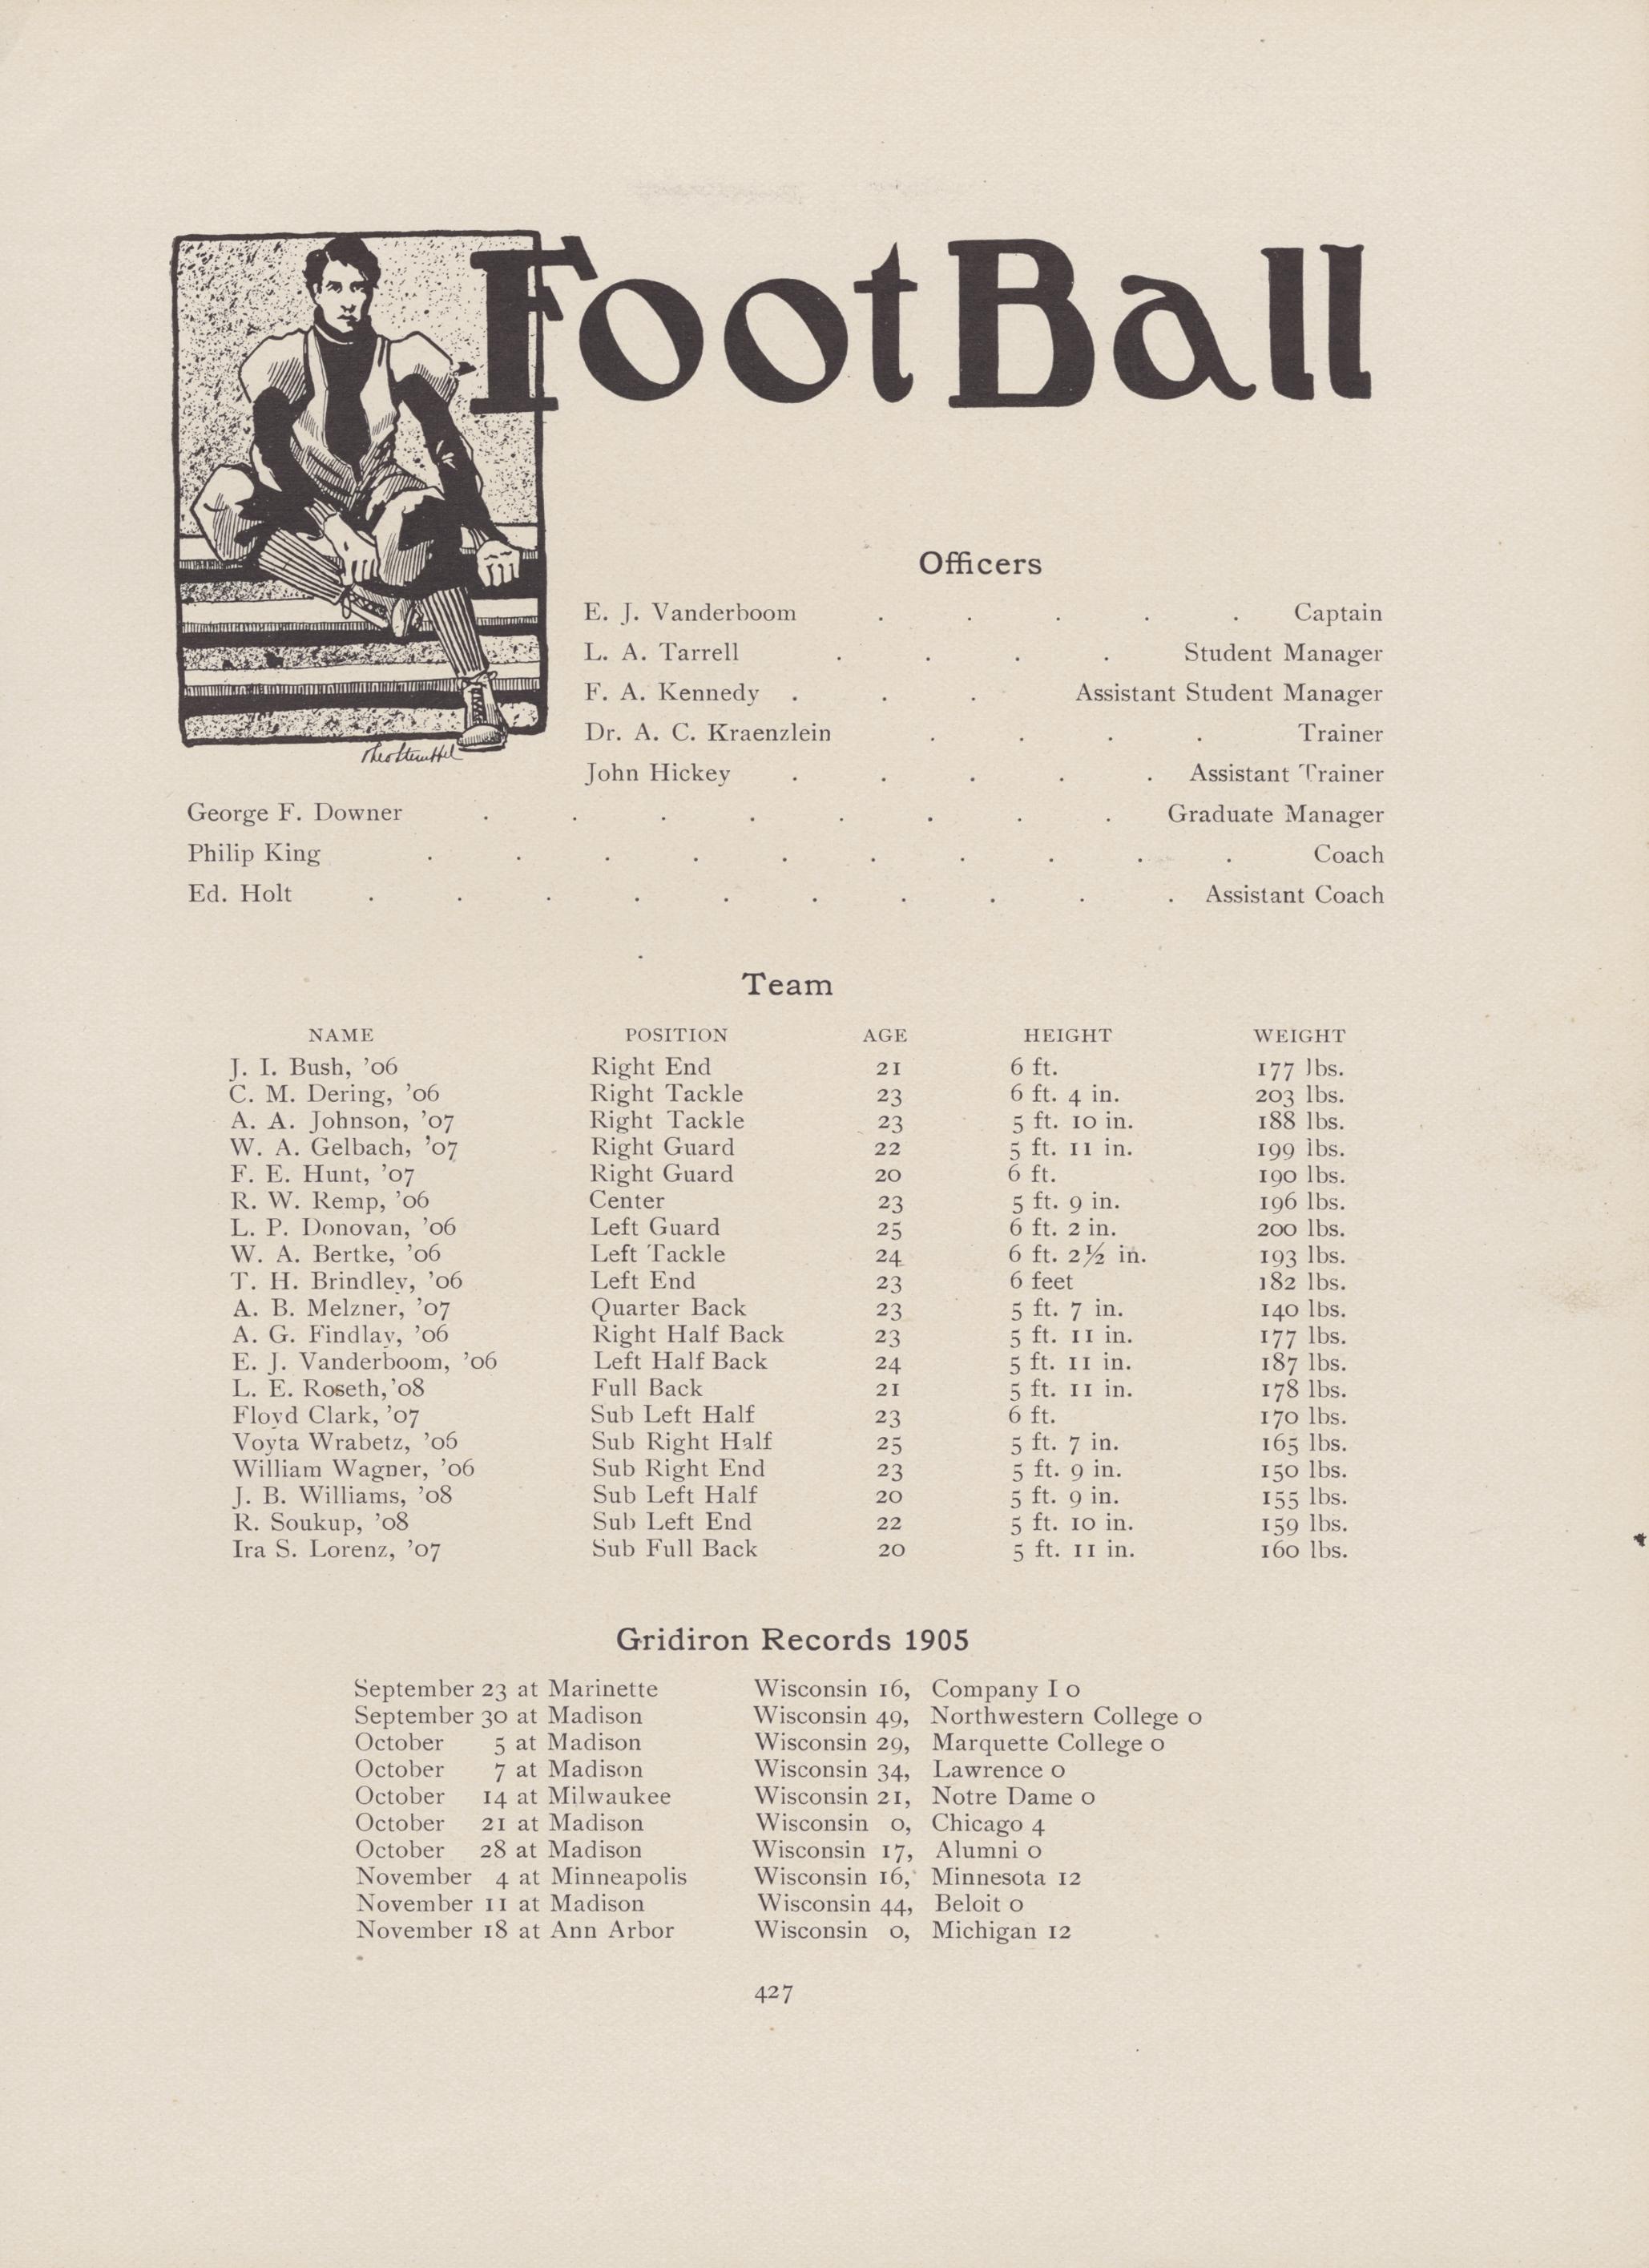 FootBall
Officers
E. J. Vanderboom . . . . . Captain
L. A. Tarrell . . . . Student Manager
F. A. Kennedy . . . Assistant Student Manager
Dr. A. C. Kraenzlein . . . . Trainer
John Hickey . . . . . Assistant Trainer
George F. Downer . . . . . . . . Graduate Manager
Philip King . . . . . . . . . . Coach
Ed. Holt . . . . . . . . . . Assistant Coach
Team
NAME POSITION AGE HEIGHT WEIGHT
J. I. Bush, '06 Right End 21 6 ft. 177 lbs.
C. M. Dering, '06 Right Tackle 23 6 ft. 4 in. 203 lbs.
A. A. Johnson, '07 Right Tackle 23 5 ft. 10 in. 188 lbs.
W. A. Gelbach, '07 Right Guard 22 5 ft. 11 in. 199 lbs.
F. E. Hunt, '07 Right Guard 20 6 ft. 190 lbs.
R. W. Remp, '06 Center 23 5 ft. 9 in. 196 lbs.
L. P. Donovan, '06 Left Guard 25 6 ft. 2 in. 200 lbs.
W. A. Bertke, '06 Left Tackle 24 6 ft. 2½ in. 193 lbs.
T. H. Brindley, '06 Left End 23 6 feet 182 lbs.
A. B. Melzner, '07 Quarter Back 23 5 ft. 7 in. 140 lbs.
A. G. Findlay, '06 Right Half Back 23 5 ft. 11 in. 177 lbs.
E. J. Vanderboom, '06 Left Half Back 24 5 ft. 11 in. 187 lbs.
L. E. Roseth,'08 Full Back 21 5 ft. 11 in. 178 lbs.
Floyd Clark, '07 Sub Left Half 23 6 ft. 170 lbs.
Voyta Wrabetz, '06 Sub Right Half 25 5 ft. 7 in. 165 lbs.
William Wagner, '06 Sub Right End 23 5 ft. 9 in. 150 lbs.
J. B. Williams, '08 Sub Left Half 20 5 ft. 9 in. 155 lbs.
R. Soukup, '08 Sub Left End 22 5 ft. 10 in. 159 lbs.
Ira S. Lorenz, '07 Sub Full Back 20 5 ft. 11 in. 160 lbs.
Gridiron Records 1905
September 23 at Marinette Wisconsin 16, Company I 0
September 30 at Madison Wisconsin 49, Northwestern College 0
October 5 at Madison Wisconsin 29, Marquette College 0
October 7 at Madison Wisconsin 34, Lawrence 0
October 14 at Milwaukee Wisconsin 21, Notre Dame 0
October 21 at Madison Wisconsin 0, Chicago 4
October 28 at Madison Wisconsin 17, Alumni 0
November 4 at Minneapolis Wisconsin 16, Minnesota 12
November 11 at Madison Wisconsin 44, Beloit 0
November 18 at Ann Arbor Wisconsin 0, Michigan 12
427